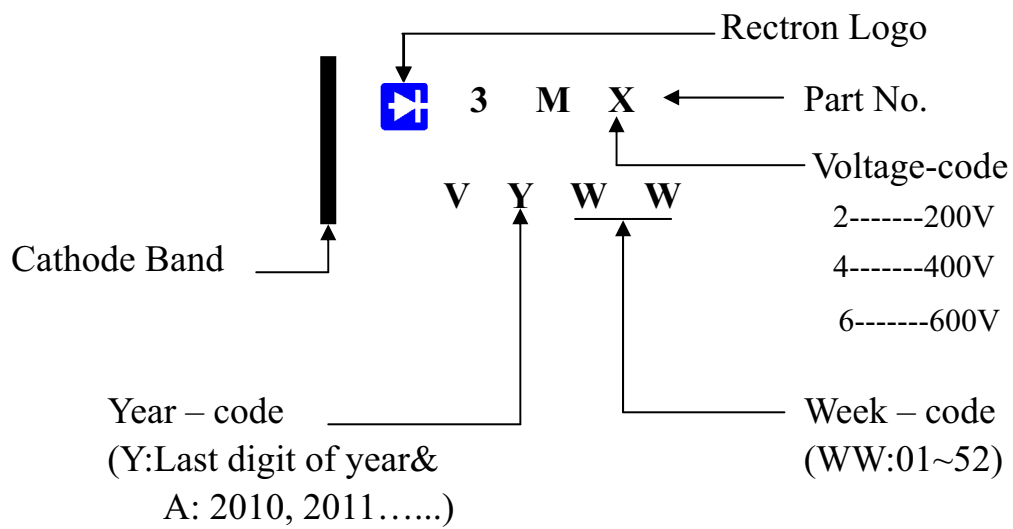 Rectron Logo
3 M X
Part No.
Voltage-code
V Y W W
2-------200V
Cathode Band
4-------400V
6-------600V
Year – code
(Y:Last digit of year&
A: 2010, 2011…...)
Week – code
(WW:01~52)